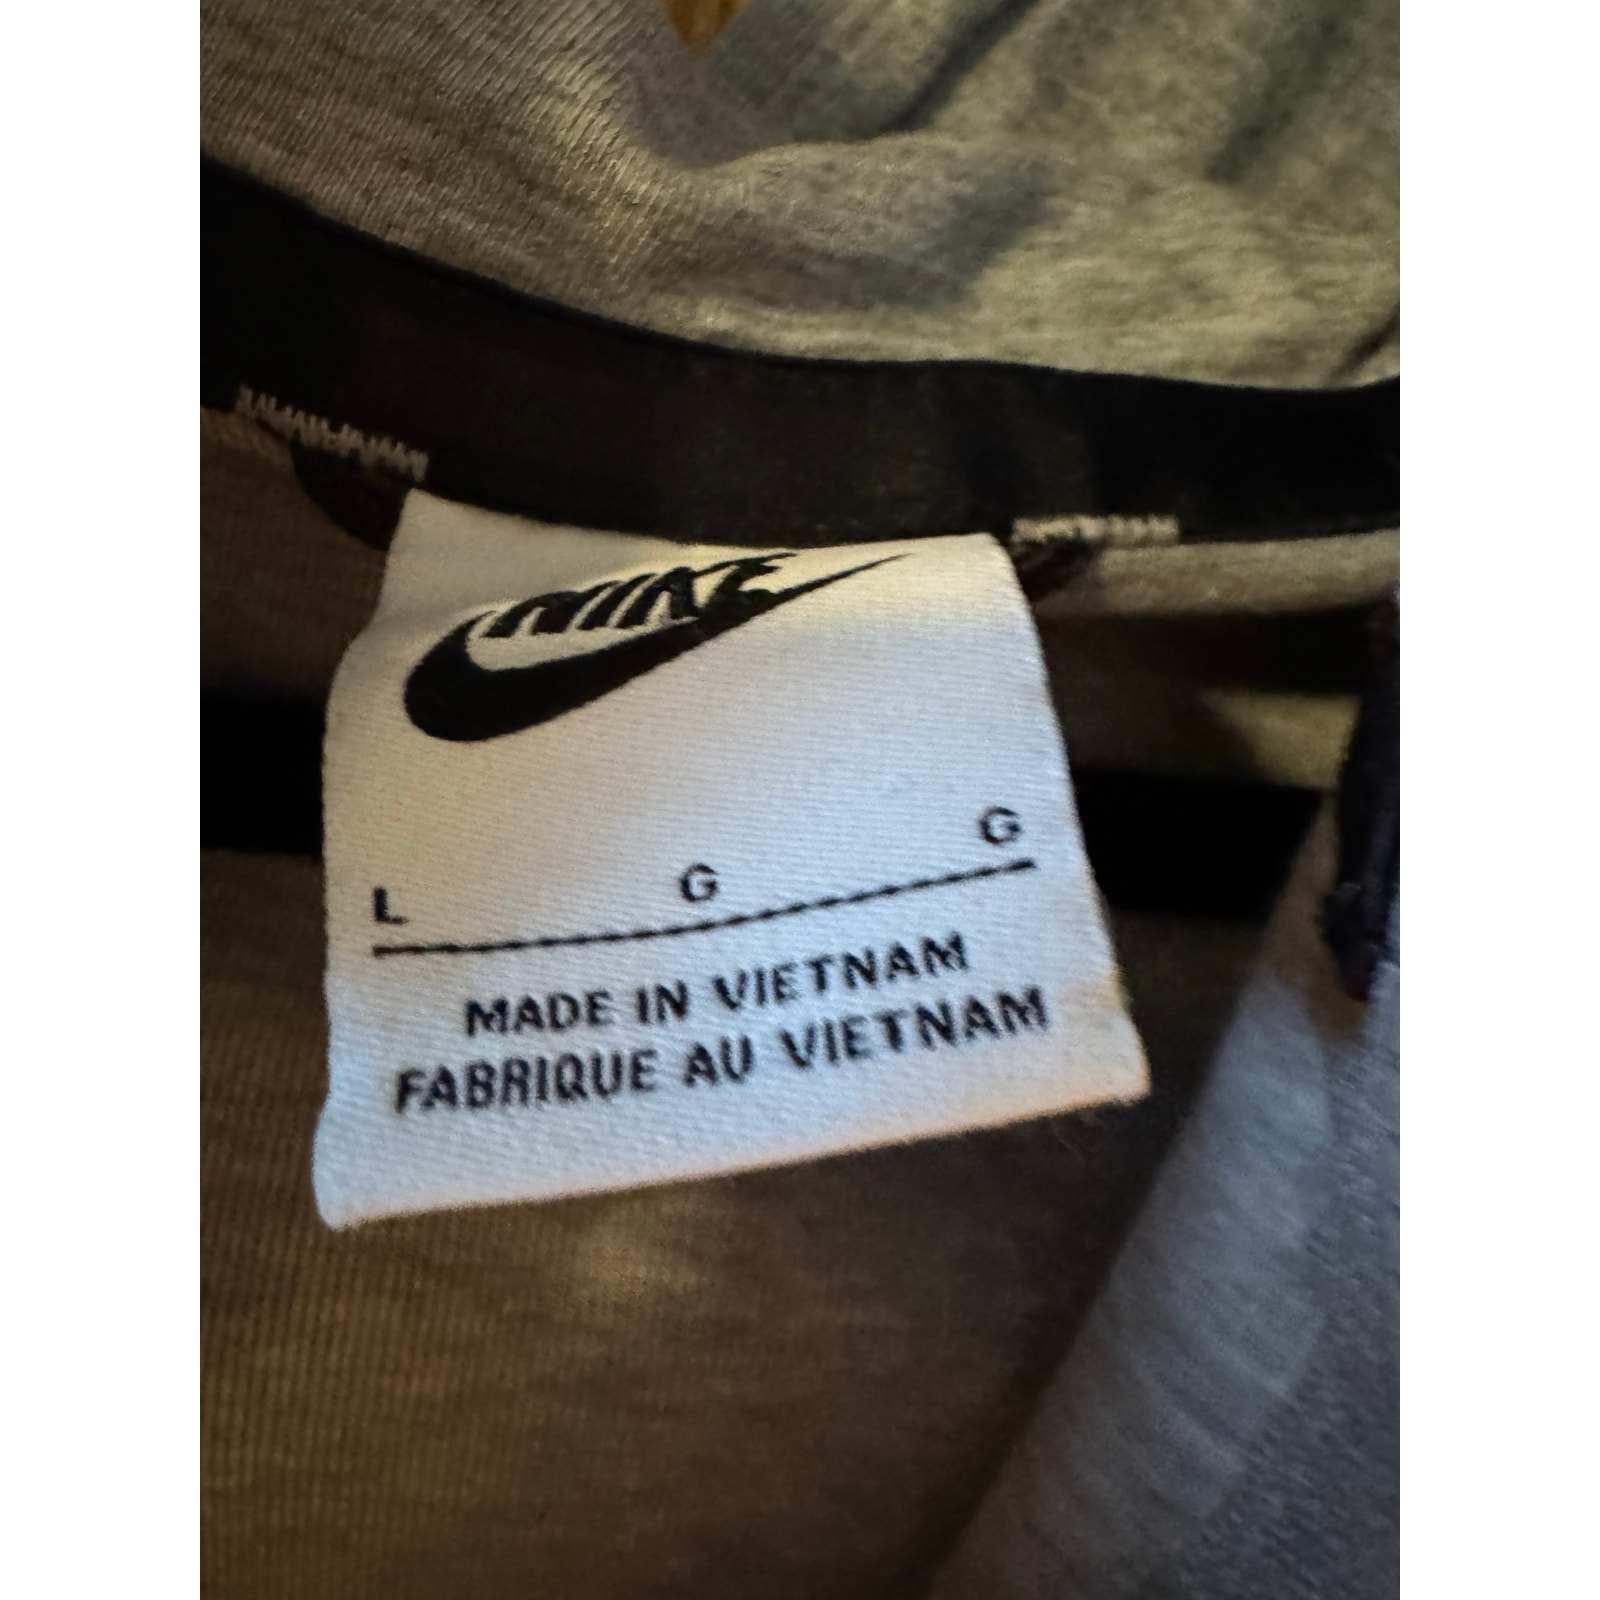 NIKE
L G G
MADE IN VIETNAM
FABRIQUE AU VIETNAM